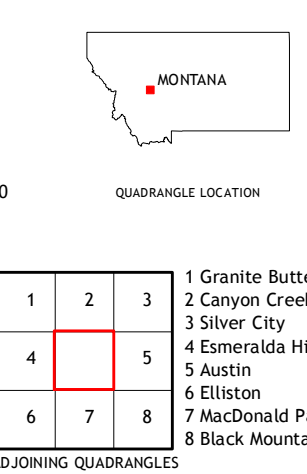 MONTANA
0
QUADRANGLE LOCATION
1 2 3
4 5
6 7 8
1 Granite Butte
2 Canyon Creek
3 Silver City
4 Esmeralda Hi
5 Austin
6 Elliston
7 MacDonald Pa
8 Black Mounta
ADJOINING QUADRANGLES